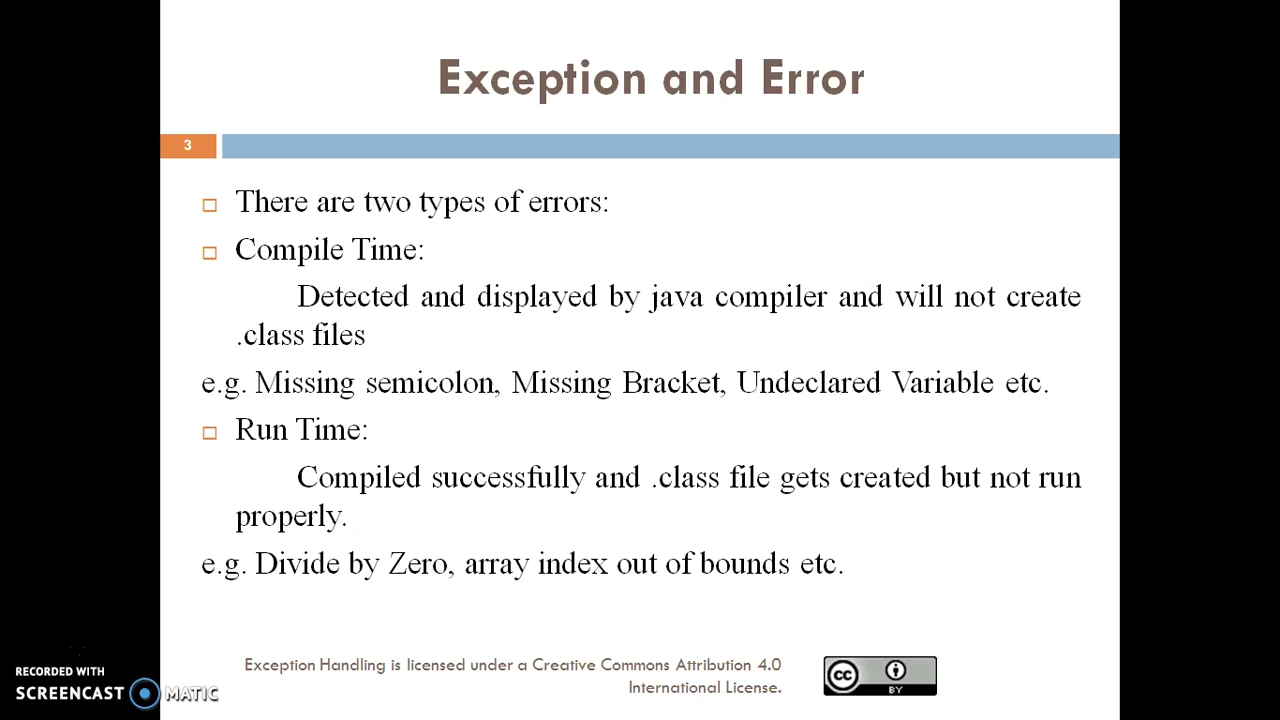 Exception and Error
3
There are two types of errors:
Compile Time:
Detected and displayed by java compiler and will not create
.class files
e.g. Missing semicolon, Missing Bracket, Undeclared Variable etc.
Run Time:
Compiled successfully and .class file gets created but not run
properly.
e.g. Divide by Zero, array index out of bounds etc.
Exception Handling is licensed under a Creative Commons Attribution 4.0
International License.
cc
BY
RECORDED WITH
SCREENCAST MATIC